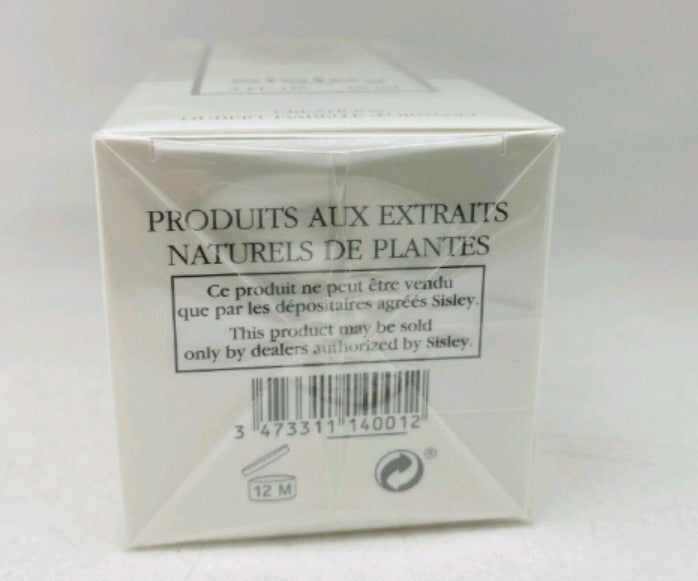 sisley
PRODUITS AUX EXTRAITS
NATURELS DE PLANTES
Ce produit ne peut être vendu
que par les dépositaires agréés Sisley.
This product may be sold
only by dealers authorized by Sisley.
3 473311 140012
12 M
®